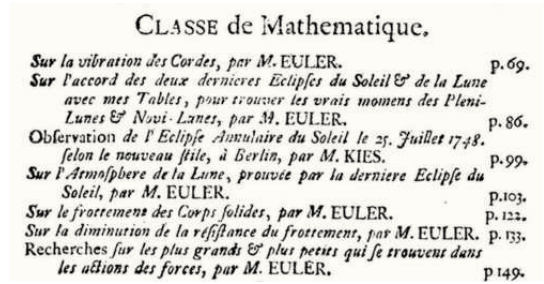 CLASSE de Mathematique.
Sur la vibration des Cordes, par M. EULER. p. 69.
Sur l'accord des deux dernieres Eclipſes du Soleil & de la Lune
avec mes Tables, pour trouver les vrais momens des Pleni-
Lunes & Novi-Lunes, par M. EULER. p. 86.
Obſervation de l'Eclipſe Annulaire du Soleil le 25. Juillet 1748.
ſelon le nouveau ſtile, à Berlin, par M. KIES. p. 99.
Sur l'Atmoſphere de la Lune, prouvée par la derniere Eclipſe du
Soleil, par M. EULER. p. 103.
Sur le frottement des Corps ſolides, par M. EULER. p. 122.
Sur la diminution de la réſiſtance du frottement, par M. EULER. p. 133.
Recherches ſur les plus grands & plus petits qui ſe trouvent dans
les actions des forces, par M. EULER. p 149.